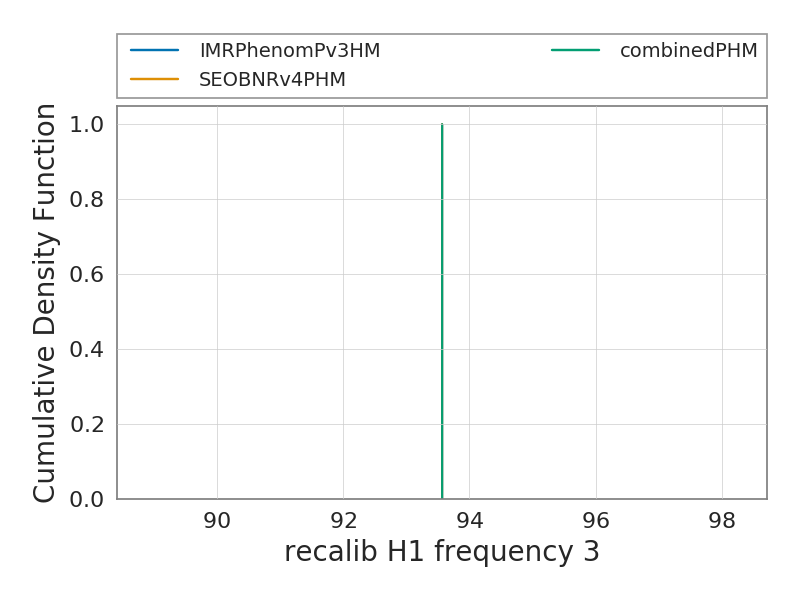 IMRPhenomPv3HM
SEOBNRv4PHM
combinedPHM
Cumulative Density Function
1.0
0.8
0.6
0.4
0.2
0.0
90 92 94 96 98
recalib H1 frequency 3